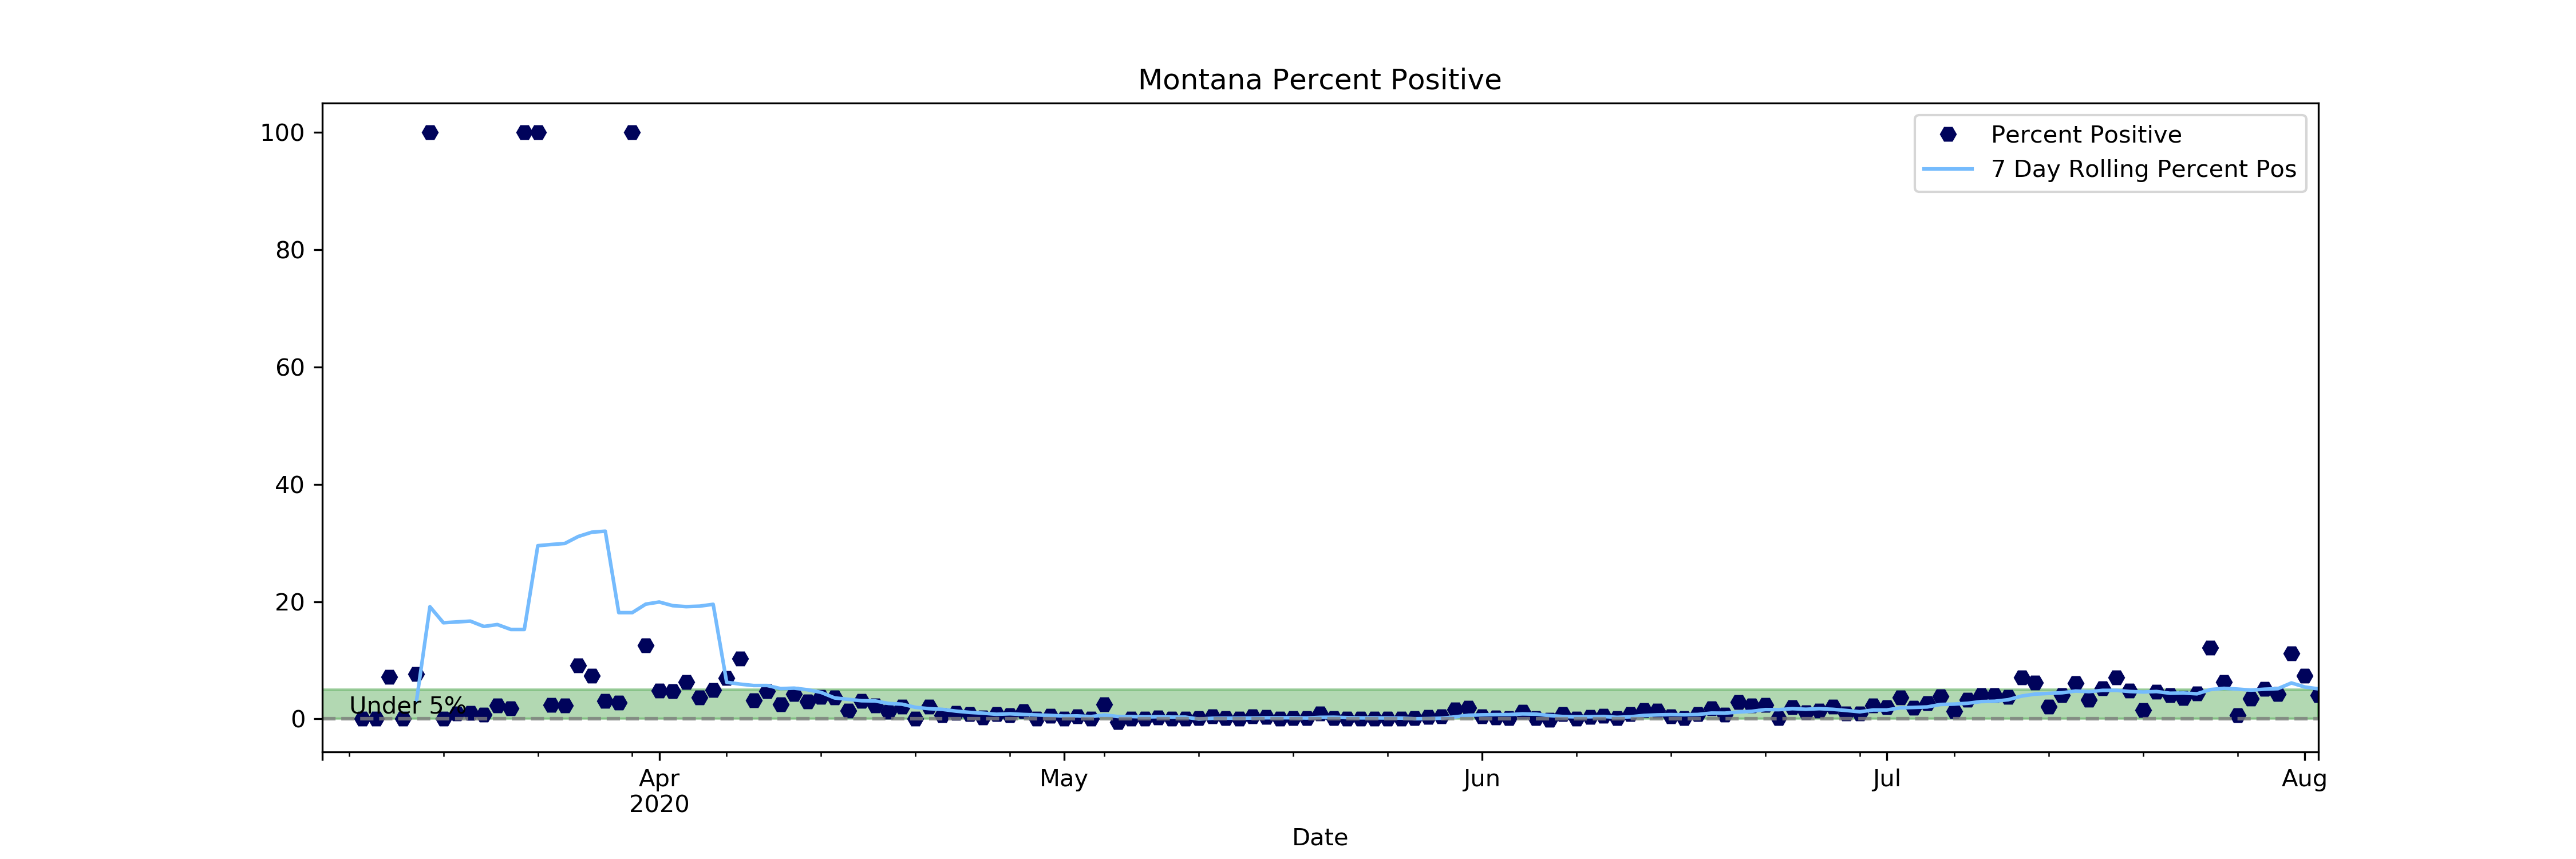 Montana Percent Positive
100
80
60
40
20
0
Percent Positive
7 Day Rolling Percent Pos
Under 5%
Apr
2020
May
Jun
Jul
Aug
Date